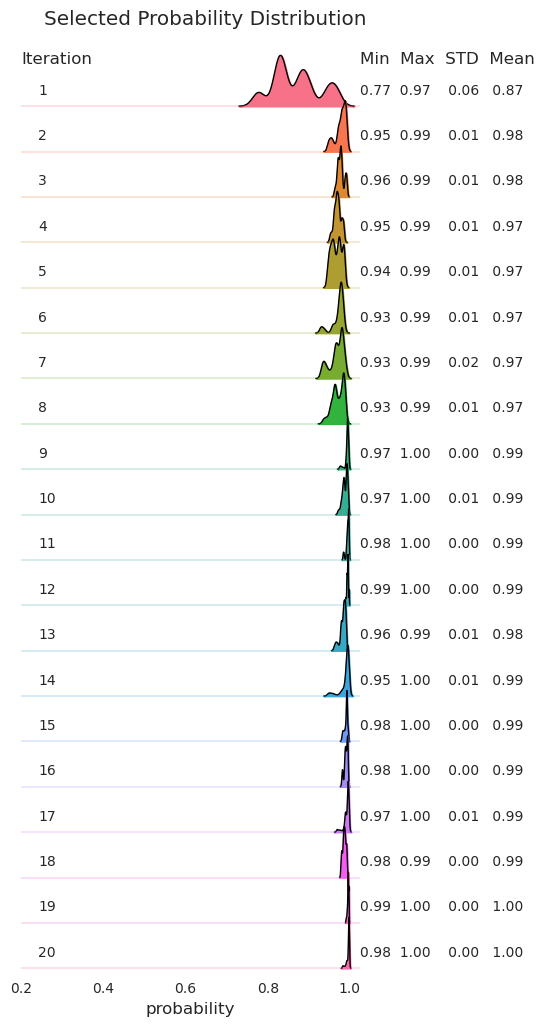 Selected Probability Distribution
Iteration Min Max STD Mean
1 0.77 0.97 0.06 0.87
2 0.95 0.99 0.01 0.98
3 0.96 0.99 0.01 0.98
4 0.95 0.99 0.01 0.97
5 0.94 0.99 0.01 0.97
6 0.93 0.99 0.01 0.97
7 0.93 0.99 0.02 0.97
8 0.93 0.99 0.01 0.97
9 0.97 1.00 0.00 0.99
10 0.97 1.00 0.01 0.99
11 0.98 1.00 0.00 0.99
12 0.99 1.00 0.00 0.99
13 0.96 0.99 0.01 0.98
14 0.95 1.00 0.01 0.99
15 0.98 1.00 0.00 0.99
16 0.98 1.00 0.00 0.99
17 0.97 1.00 0.01 0.99
18 0.98 0.99 0.00 0.99
19 0.99 1.00 0.00 1.00
20 0.98 1.00 0.00 1.00
0.2 0.4 0.6 0.8 1.0
probability